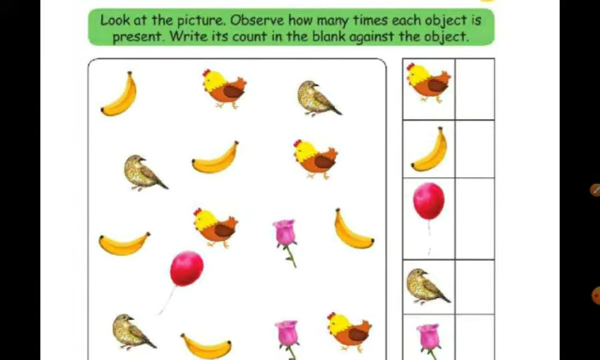 Look at the picture. Observe how many times each object is
present. Write its count in the blank against the object.